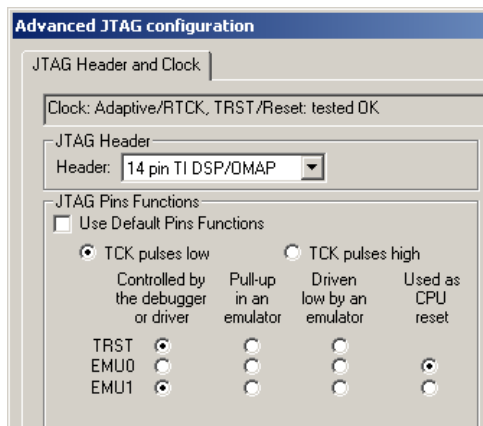 Advanced JTAG configuration
JTAG Header and Clock
Clock: Adaptive/RTCK, TRST/Reset: tested OK
JTAG Header
Header: 14 pin TI DSP/OMAP
JTAG Pins Functions
Use Default Pins Functions
TCK pulses low TCK pulses high
Controlled by the debugger or driver
Pull-up in an emulator
Driven low by an emulator
Used as CPU reset
TRST
EMU0
EMU1